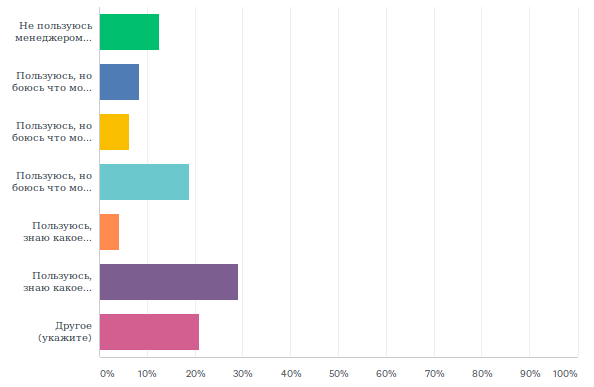 Не пользуюсь
менеджером...
Пользуюсь, но
боюсь что мо...
Пользуюсь, но
боюсь что мо...
Пользуюсь, но
боюсь что мо...
Пользуюсь,
знаю какое...
Пользуюсь,
знаю какое...
Другое
(укажите)
0% 10% 20% 30% 40% 50% 60% 70% 80% 90% 100%